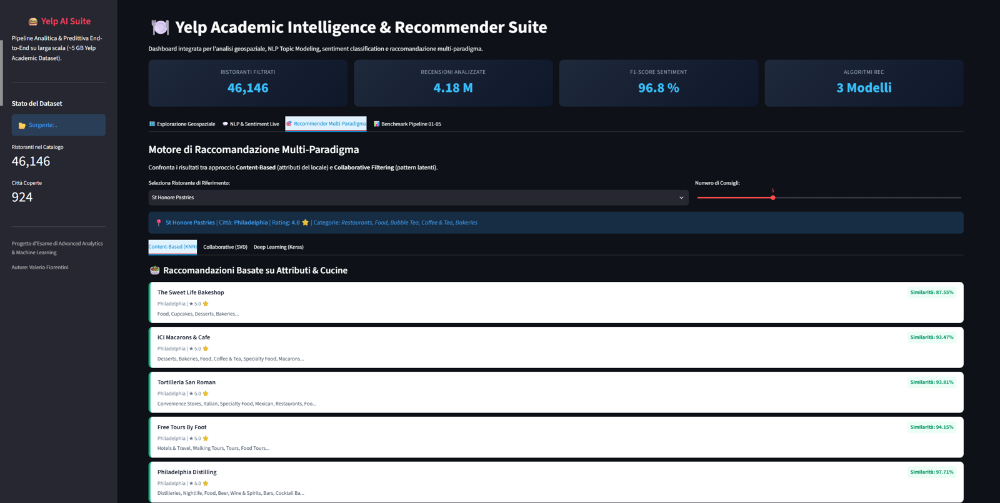 Yelp AI Suite
Pipeline Analitica & Predittiva End-
to-End su larga scala (~5 GB Yelp
Academic Dataset).
Stato del Dataset
Sorgente: .
Ristoranti nel Catalogo
46,146
Città Coperte
924
Progetto d'Esame di Advanced Analytics
& Machine Learning
Autore: Valerio Fiorentini
Yelp Academic Intelligence & Recommender Suite
Dashboard integrata per l'analisi geospaziale, NLP Topic Modeling, sentiment classification e raccomandazione multi-paradigma.
RISTORANTI FILTRATI
46,146
RECENSIONI ANALIZZATE
4.18 M
F1-SCORE SENTIMENT
96.8 %
ALGORITMI REC
3 Modelli
Esplorazione Geospaziale
NLP & Sentiment Live
Recommender Multi-Paradigma
Benchmark Pipeline 01-05
Motore di Raccomandazione Multi-Paradigma
Confronta i risultati tra approccio Content-Based (attributi del locale) e Collaborative Filtering (pattern latenti).
Seleziona Ristorante di Riferimento:
St Honore Pastries
Numero di Consigli:
5
St Honore Pastries | Città: Philadelphia | Rating: 4.0 ⭐ | Categorie: Restaurants, Food, Bubble Tea, Coffee & Tea, Bakeries
Content-Based (KNN)
Collaborative (SVD)
Deep Learning (Keras)
Raccomandazioni Basate su Attributi & Cucine
The Sweet Life Bakeshop
Similarità: 87.55%
Philadelphia | ★ 5.0 ⭐
Food, Cupcakes, Desserts, Bakeries...
ICI Macarons & Cafe
Similarità: 93.47%
Philadelphia | ★ 5.0 ⭐
Desserts, Bakeries, Food, Coffee & Tea, Specialty Food, Macarons...
Tortilleria San Roman
Similarità: 93.81%
Philadelphia | ★ 5.0 ⭐
Convenience Stores, Italian, Specialty Food, Mexican, Restaurants, Foo...
Free Tours By Foot
Similarità: 94.15%
Philadelphia | ★ 5.0 ⭐
Hotels & Travel, Walking Tours, Tours, Food Tours...
Philadelphia Distilling
Similarità: 97.71%
Philadelphia | ★ 5.0 ⭐
Distilleries, Nightlife, Food, Beer, Wine & Spirits, Bars, Cocktail Ba...